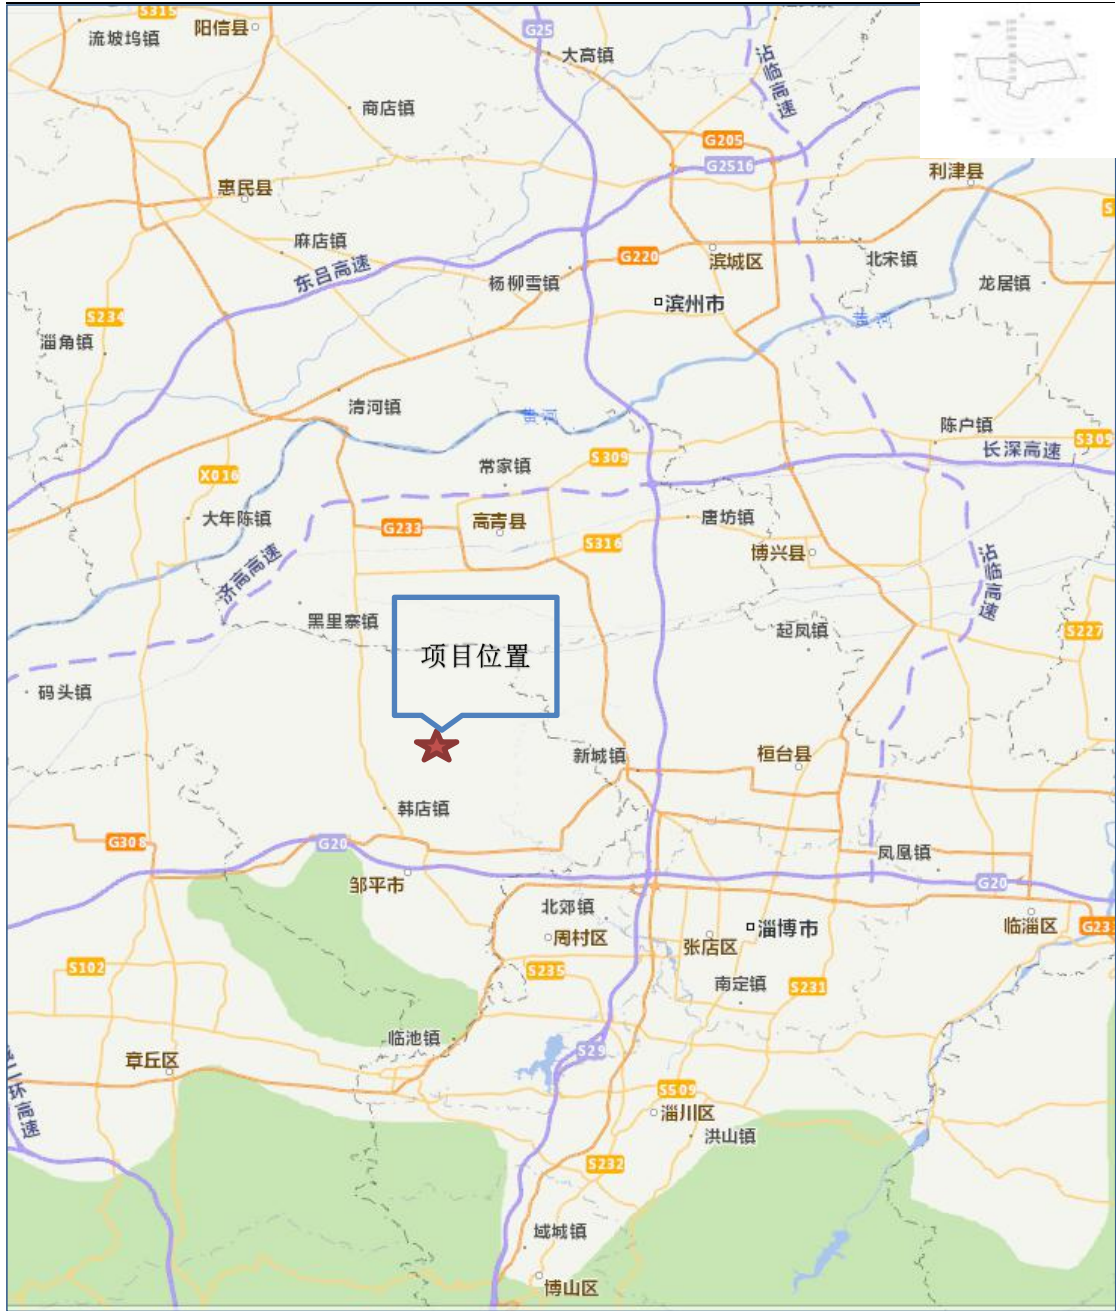 S315
阳信县
流坡坞镇
G25
大高镇
沾临高速
商店镇
G205
G2516
利津县
惠民县
麻店镇
东吕高速
G220
滨城区
北宋镇
杨柳雪镇
龙居镇
滨州市
S234
黄河
淄角镇
清河镇
黄河
陈户镇
S309
长深高速
S309
常家镇
X016
大年陈镇
G233
高青县
唐坊镇
S316
博兴县
济高高速
沾临高速
黑里寨镇
起凤镇
S227
项目位置
码头镇
新城镇
桓台县
韩店镇
G308
G20
凤凰镇
邹平市
G20
北郊镇
临淄区
周村区
淄博市
张店区
S102
S235
南定镇
S231
临池镇
章丘区
S29
环高速
S509
淄川区
洪山镇
S232
域城镇
博山区